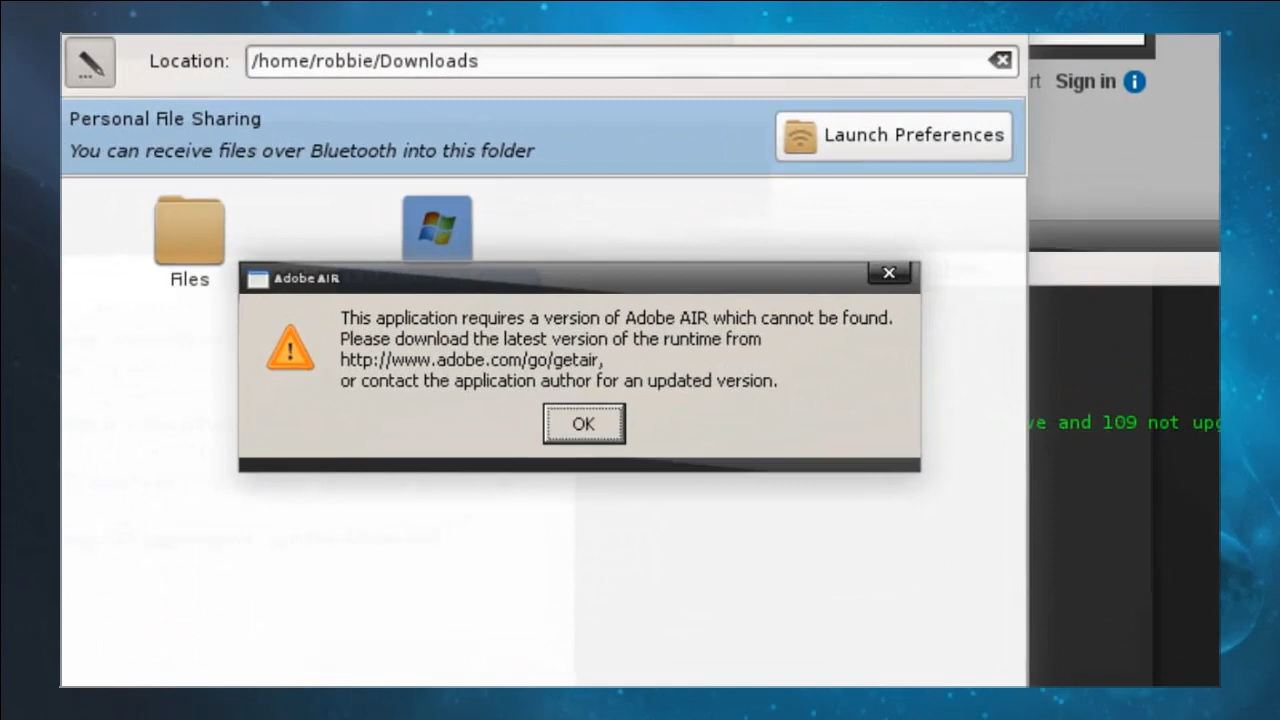 Location: /home/robbie/Downloads
rt Sign in i
Personal File Sharing
You can receive files over Bluetooth into this folder
Launch Preferences
Files
Adobe AIR
This application requires a version of Adobe AIR which cannot be found.
Please download the latest version of the runtime from
http://www.adobe.com/go/getair,
or contact the application author for an updated version.
OK
ve and 109 not upg